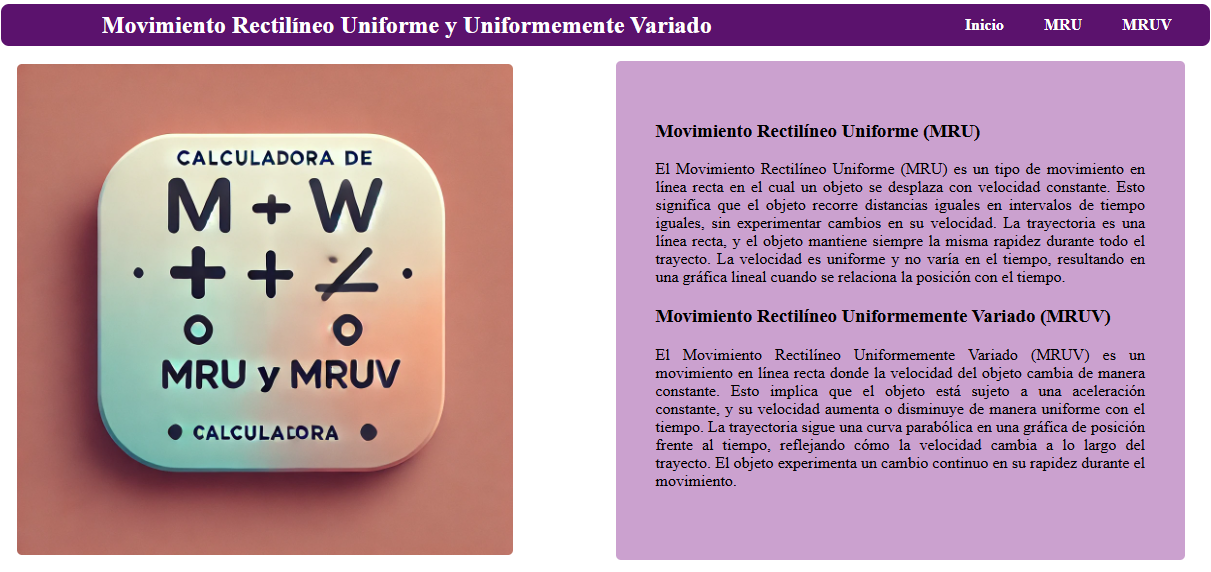 Movimiento Rectilíneo Uniforme y Uniformemente Variado
Inicio MRU MRUV
CALCULADORA DE
M + W
MRU y MRUV
CALCULADORA
Movimiento Rectilíneo Uniforme (MRU)
El Movimiento Rectilíneo Uniforme (MRU) es un tipo de movimiento en
línea recta en el cual un objeto se desplaza con velocidad constante. Esto
significa que el objeto recorre distancias iguales en intervalos de tiempo
iguales, sin experimentar cambios en su velocidad. La trayectoria es una
línea recta, y el objeto mantiene siempre la misma rapidez durante todo el
trayecto. La velocidad es uniforme y no varía en el tiempo, resultando en
una gráfica lineal cuando se relaciona la posición con el tiempo.
Movimiento Rectilíneo Uniformemente Variado (MRUV)
El Movimiento Rectilíneo Uniformemente Variado (MRUV) es un
movimiento en línea recta donde la velocidad del objeto cambia de manera
constante. Esto implica que el objeto está sujeto a una aceleración
constante, y su velocidad aumenta o disminuye de manera uniforme con el
tiempo. La trayectoria sigue una curva parabólica en una gráfica de posición
frente al tiempo, reflejando cómo la velocidad cambia a lo largo del
trayecto. El objeto experimenta un cambio continuo en su rapidez durante el
movimiento.